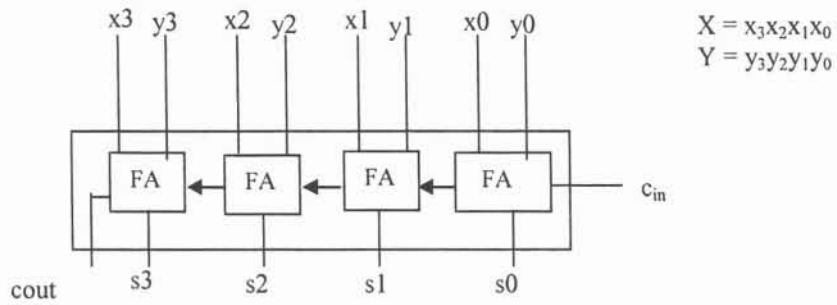 x3 y3 x2 y2 x1 y1 x0 y0
X = x₃x₂x₁x₀
Y = y₃y₂y₁y₀
FA FA FA FA
cᵢₙ
cout s3 s2 s1 s0